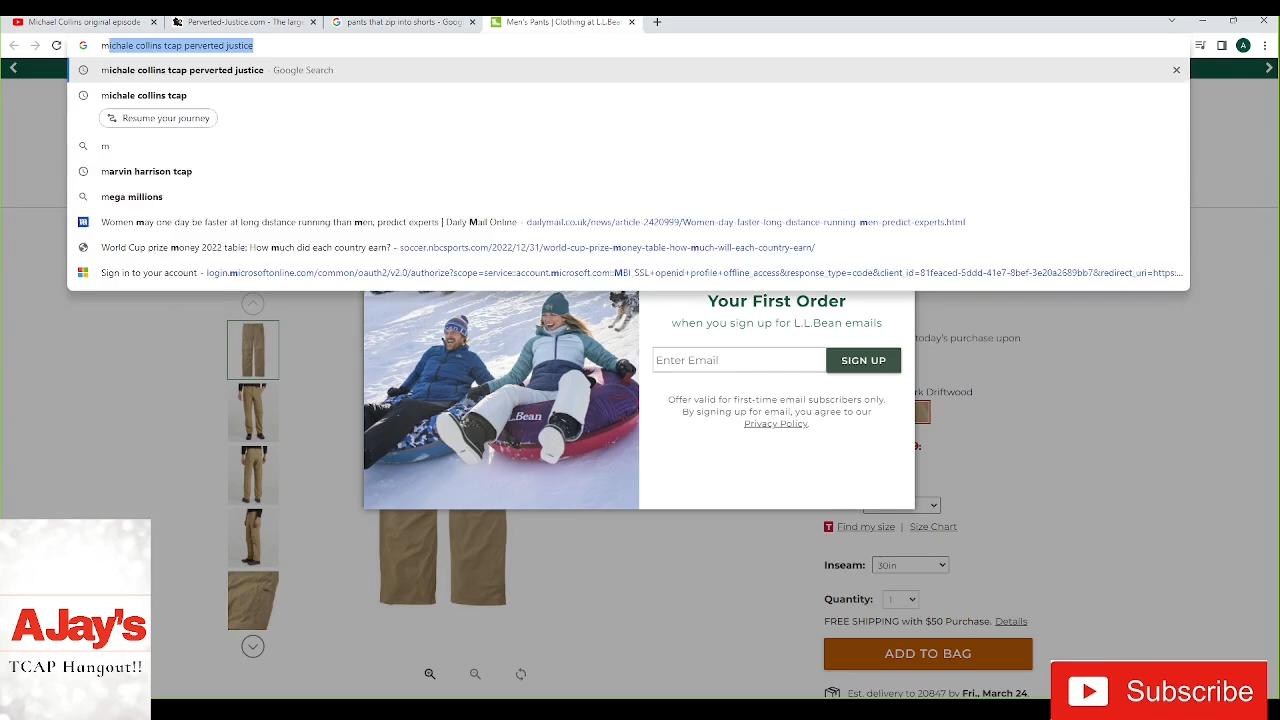 Michael Collins original episode
Perverted-Justice.com - The large
pants that zip into shorts - Googl
Men's Pants | Clothing at L.L.Bea
michale collins tcap perverted justice
A
michale collins tcap perverted justice - Google Search
michale collins tcap
Resume your journey
m
marvin harrison tcap
mega millions
Women may one day be faster at long distance running than men, predict experts | Daily Mail Online - dailymail.co.uk/news/article-2420999/Women-day-faster-long-distance-running-men-predict-experts.html
World Cup prize money 2022 table: How much did each country earn? - soccer.nbcsports.com/2022/12/31/world-cup-prize-money-table-how-much-will-each-country-earn/
Sign in to your account - login.microsoftonline.com/common/oauth2/v2.0/authorize?scope=service::account.microsoft.com::MBI_SSL+openid+profile+offline_access&response_type=code&client_id=81feaced-5ddd-41e7-8bef-3e20a2689bb7&redirect_uri=https:...
Your First Order
when you sign up for L.L.Bean emails
Enter Email
SIGN UP
Offer valid for first-time email subscribers only.
By signing up for email, you agree to our
Privacy Policy.
L.L.Bean
today's purchase upon
rk Driftwood
Find my size | Size Chart
Inseam: 30in
Quantity: 1
FREE SHIPPING with $50 Purchase. Details
ADD TO BAG
Est. delivery to 20847 by Fri., March 24.
AJay's
TCAP Hangout!!
Subscribe